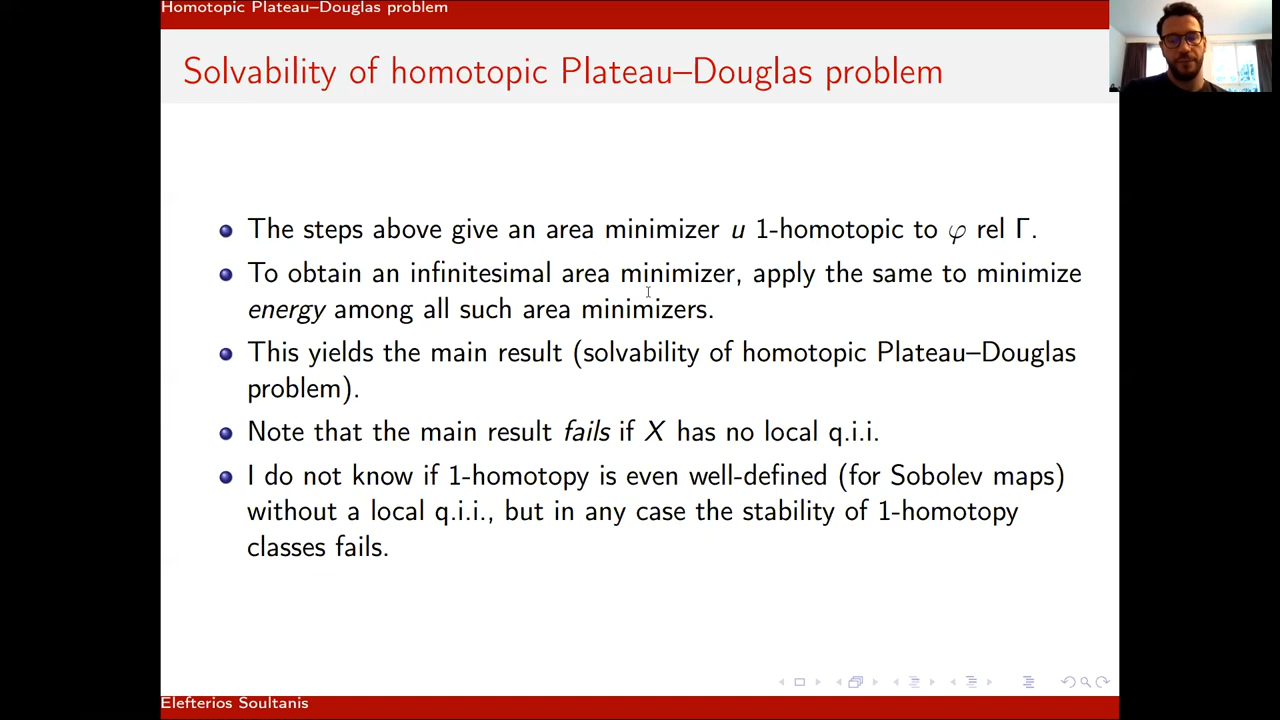 Homotopic Plateau–Douglas problem
Solvability of homotopic Plateau–Douglas problem
The steps above give an area minimizer u 1-homotopic to φ rel Γ.
To obtain an infinitesimal area minimizer, apply the same to minimize
energy among all such area minimizers.
This yields the main result (solvability of homotopic Plateau–Douglas
problem).
Note that the main result fails if X has no local q.i.i.
I do not know if 1-homotopy is even well-defined (for Sobolev maps)
without a local q.i.i., but in any case the stability of 1-homotopy
classes fails.
Elefterios Soultanis